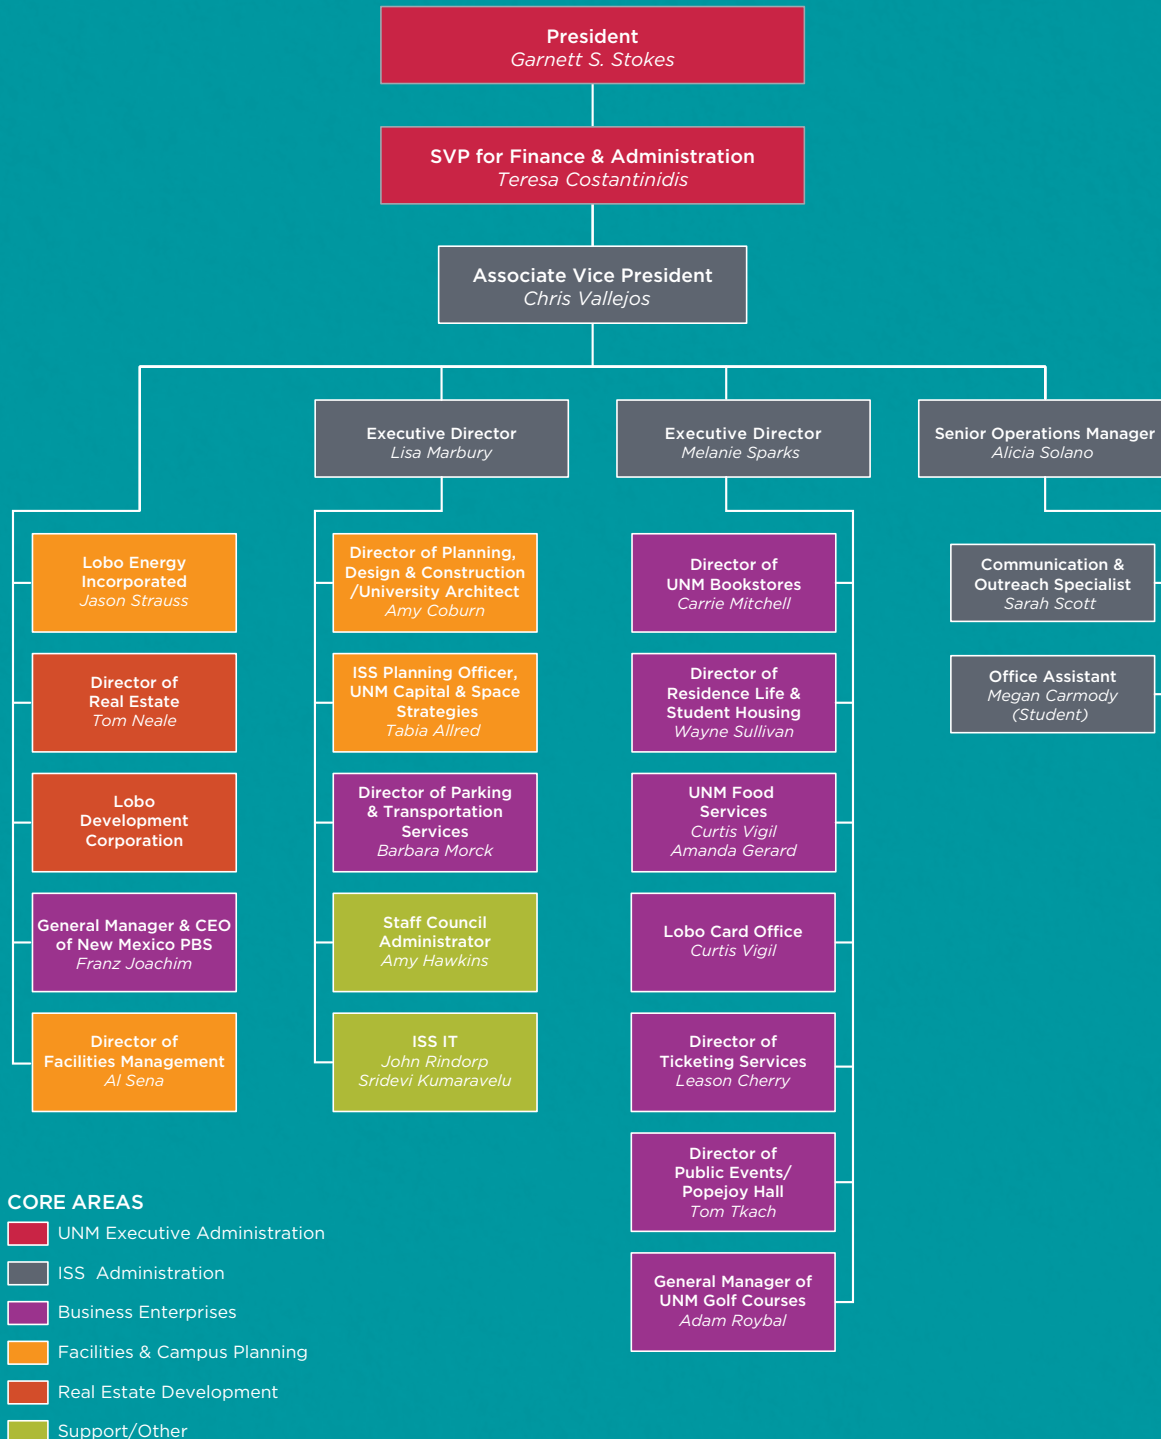 President
Garnett S. Stokes
SVP for Finance & Administration
Teresa Costantinidis
Associate Vice President
Chris Vallejos
Executive Director
Lisa Marbury
Executive Director
Melanie Sparks
Senior Operations Manager
Alicia Solano
Lobo Energy
Incorporated
Jason Strauss
Director of
Real Estate
Tom Neale
Lobo
Development
Corporation
General Manager & CEO
of New Mexico PBS
Franz Joachim
Director of
Facilities Management
Al Sena
Director of Planning,
Design & Construction
/University Architect
Amy Coburn
ISS Planning Officer,
UNM Capital & Space
Strategies
Tabia Allred
Director of Parking
& Transportation
Services
Barbara Morck
Staff Council
Administrator
Amy Hawkins
ISS IT
John Rindorp
Sridevi Kumaravelu
Director of
UNM Bookstores
Carrie Mitchell
Director of
Residence Life &
Student Housing
Wayne Sullivan
UNM Food
Services
Curtis Vigil
Amanda Gerard
Lobo Card Office
Curtis Vigil
Director of
Ticketing Services
Leason Cherry
Director of
Public Events/
Popejoy Hall
Tom Tkach
General Manager of
UNM Golf Courses
Adam Roybal
Communication &
Outreach Specialist
Sarah Scott
Office Assistant
Megan Carmody
(Student)
CORE AREAS
UNM Executive Administration
ISS Administration
Business Enterprises
Facilities & Campus Planning
Real Estate Development
Support/Other